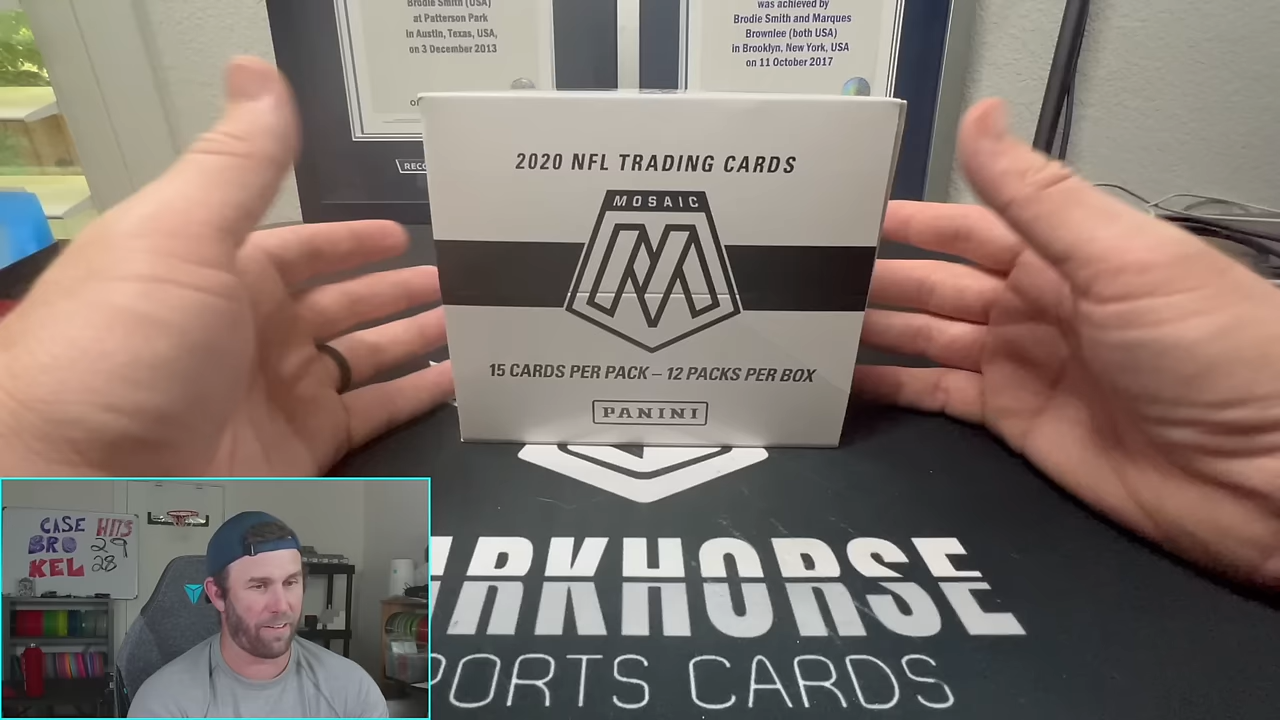 Brodie Smith (USA)
at Patterson Park
in Austin, Texas, USA,
on 3 December 2013
was achieved by
Brodie Smith and Marques
Brownlee (both USA)
in Brooklyn, New York, USA
on 11 October 2017
2020 NFL TRADING CARDS
MOSAIC
15 CARDS PER PACK – 12 PACKS PER BOX
PANINI
CASE HITS
BRO 29
KEL 28
RKHORSE
PORTS CARDS